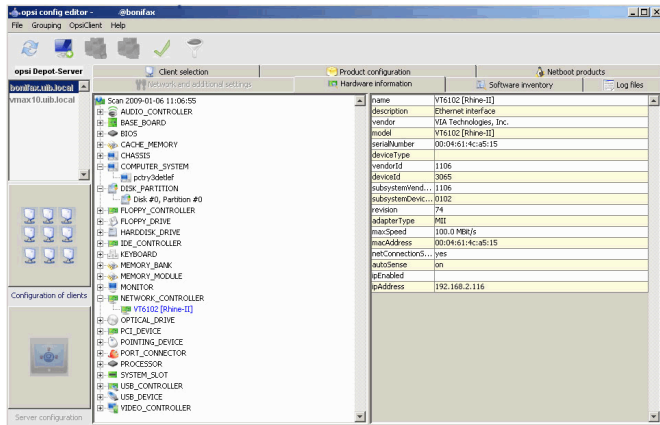 opsi config editor - @bonifax
File Grouping OpsiClient Help
opsi Depot-Server
Client selection
Product configuration
Netboot products
Network and additional settings
Hardware information
Software inventory
Log files
bonifax.uib.local
vmax10.uib.local
Configuration of clients
Server configuration
Scan 2009-01-06 11:06:55
AUDIO_CONTROLLER
BASE_BOARD
BIOS
CACHE_MEMORY
CHASSIS
COMPUTER_SYSTEM
pctry3detlef
DISK_PARTITION
Disk #0, Partition #0
FLOPPY_CONTROLLER
FLOPPY_DRIVE
HARDDISK_DRIVE
IDE_CONTROLLER
KEYBOARD
MEMORY_BANK
MEMORY_MODULE
MONITOR
NETWORK_CONTROLLER
VT6102 [Rhine-II]
OPTICAL_DRIVE
PCI_DEVICE
POINTING_DEVICE
PORT_CONNECTOR
PROCESSOR
SYSTEM_SLOT
USB_CONTROLLER
USB_DEVICE
VIDEO_CONTROLLER
name VT6102 [Rhine-II]
description Ethernet interface
vendor VIA Technologies, Inc.
model VT6102 [Rhine-II]
serialNumber 00:04:61:4c:a5:15
deviceType
vendorId 1106
deviceId 3065
subsystemVend... 1106
subsystemDevic... 0102
revision 74
adapterType MII
maxSpeed 100.0 MBit/s
macAddress 00:04:61:4c:a5:15
netConnectionS... yes
autoSense on
ipEnabled
ipAddress 192.168.2.116